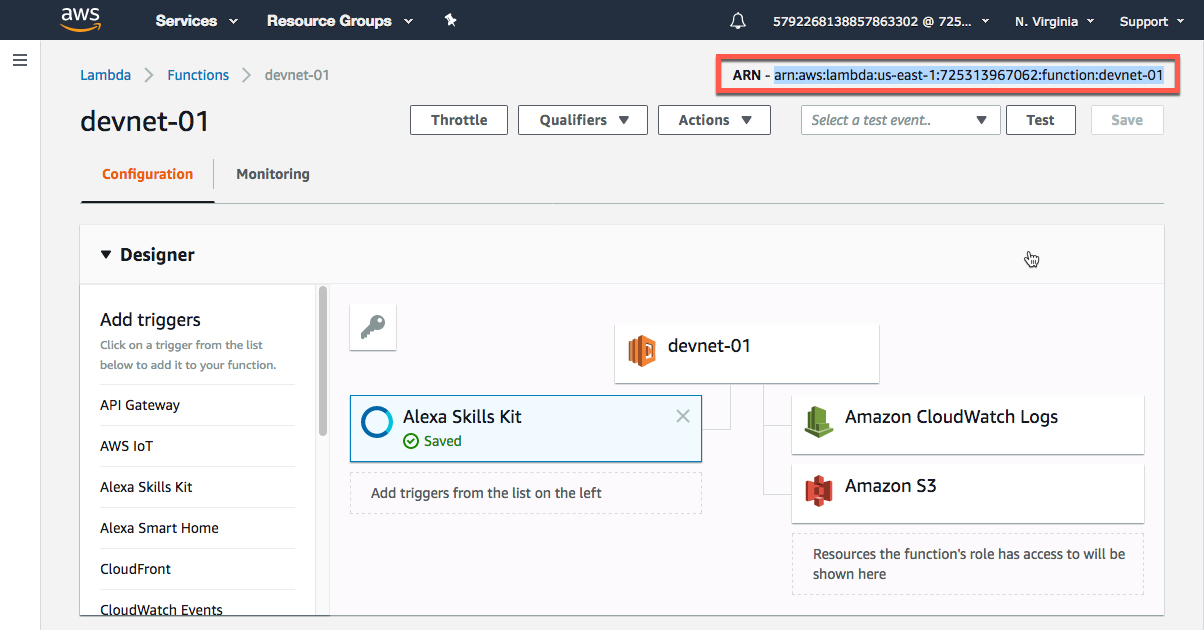 aws Services Resource Groups 5792268138857863302 @ 725... N. Virginia Support
Lambda Functions devnet-01
ARN - arn:aws:lambda:us-east-1:725313967062:function:devnet-01
devnet-01
Throttle Qualifiers Actions Select a test event.. Test Save
Configuration Monitoring
Designer
Add triggers
Click on a trigger from the list
below to add it to your function.
API Gateway
AWS IoT
Alexa Skills Kit
Alexa Smart Home
CloudFront
CloudWatch Events
devnet-01
Alexa Skills Kit
Saved
Add triggers from the list on the left
Amazon CloudWatch Logs
Amazon S3
Resources the function's role has access to will be
shown here